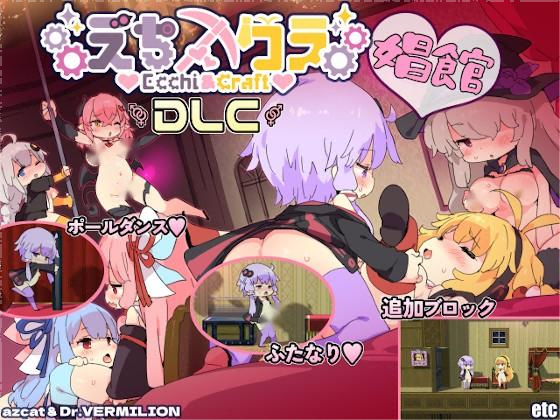 えちクラ
Ecchi&Craft
DLC
娼館
ポールダンス♥
追加ブロック
ふたなり♥
azcat & Dr.VERMILION
etc